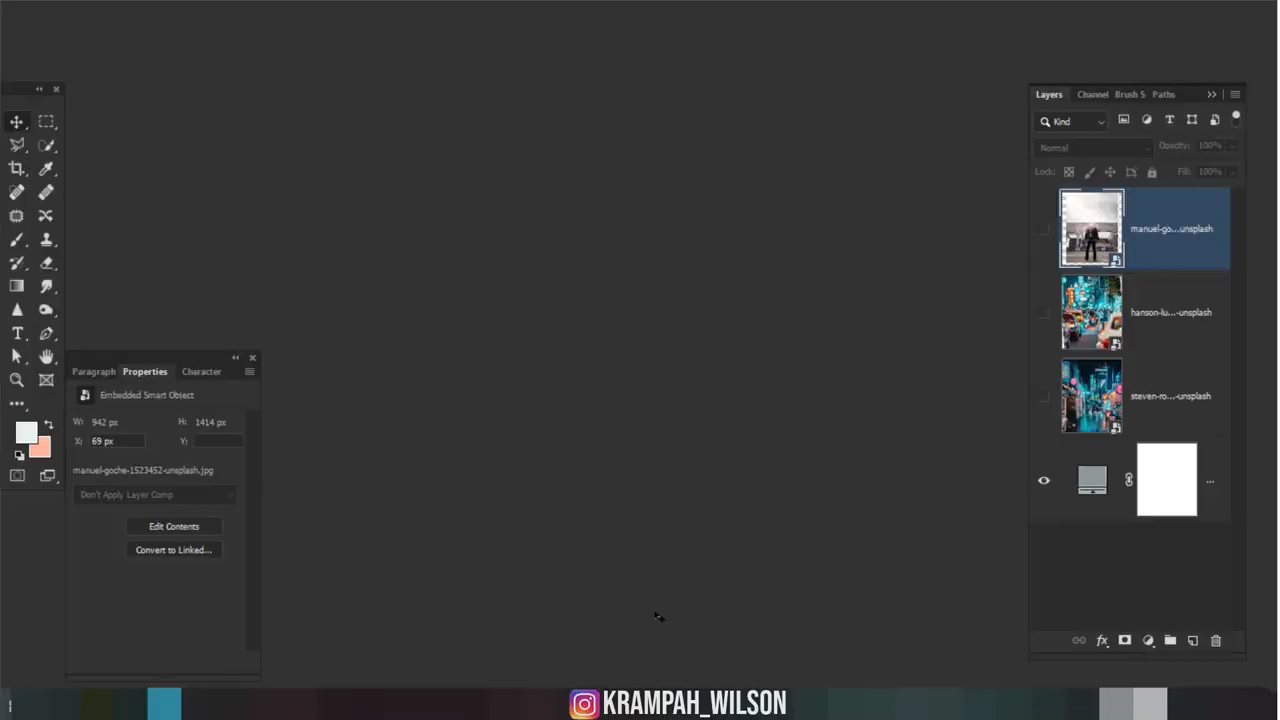 Layers Channel Brush S Paths
Kind
Normal Opacity: 100%
Lock: Fill: 100%
manuel-go...unsplash
hanson-lu...-unsplash
steven-ro...-unsplash
...
Paragraph Properties Character
Embedded Smart Object
W: 942 px H: 1414 px
X: 69 px Y:
manuel-goche-1523452-unsplash.jpg
Don't Apply Layer Comp
Edit Contents
Convert to Linked...
KRAMPAH_WILSON